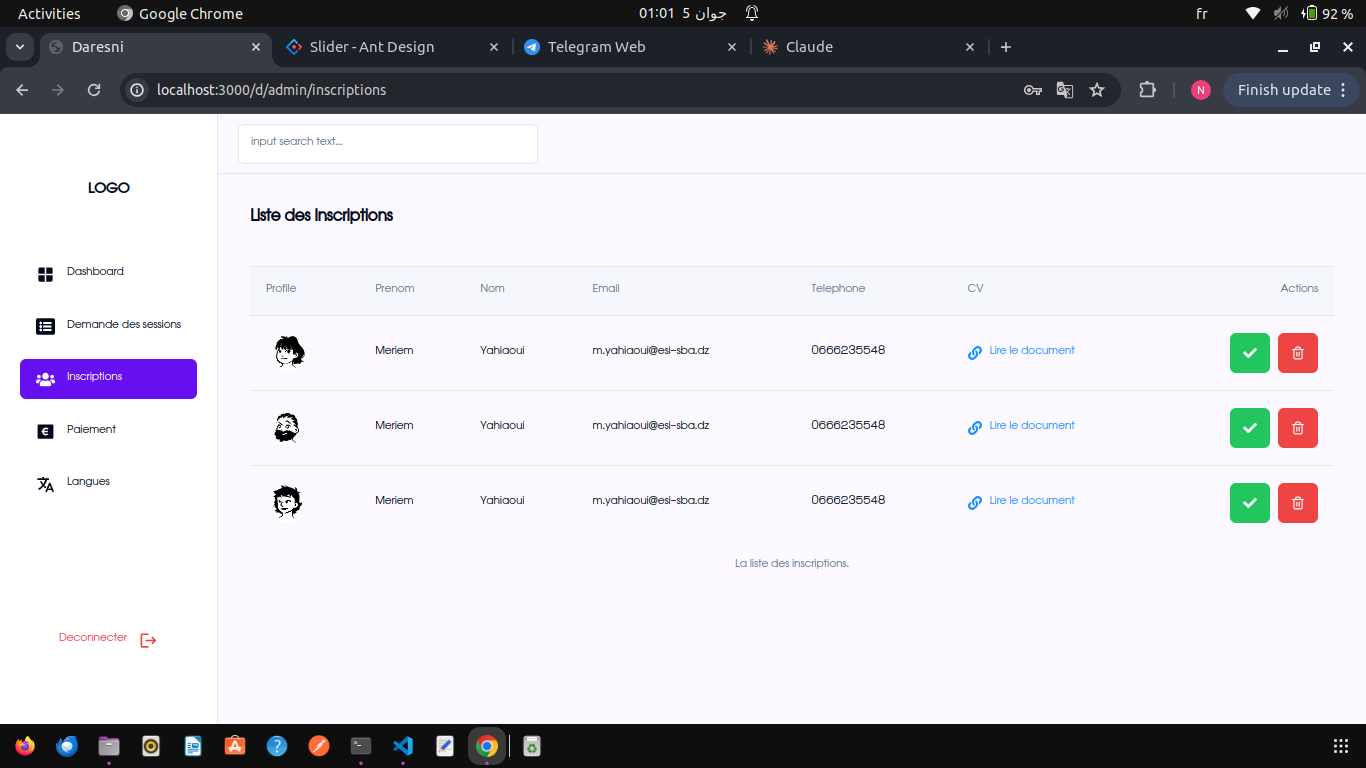 Activities Google Chrome 01:01 5 جوان fr 92 %
Daresni Slider - Ant Design Telegram Web Claude
localhost:3000/d/admin/inscriptions N Finish update
input search text...
LOGO
Liste des inscriptions
Dashboard
Demande des sessions
Inscriptions
Paiement
Langues
Deconnecter
Profile Prenom Nom Email Telephone CV Actions
Meriem Yahiaoui m.yahiaoui@esi-sba.dz 0666235548 Lire le document
Meriem Yahiaoui m.yahiaoui@esi-sba.dz 0666235548 Lire le document
Meriem Yahiaoui m.yahiaoui@esi-sba.dz 0666235548 Lire le document
La liste des inscriptions.